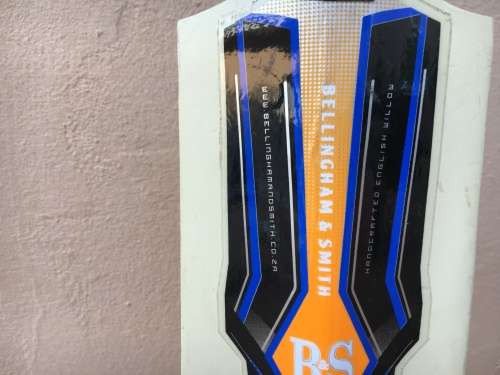 WWW.BELLINGHAMANDSMITH.CO.ZA
BELLINGHAM & SMITH
HANDCRAFTED ENGLISH WILLOW
B&S